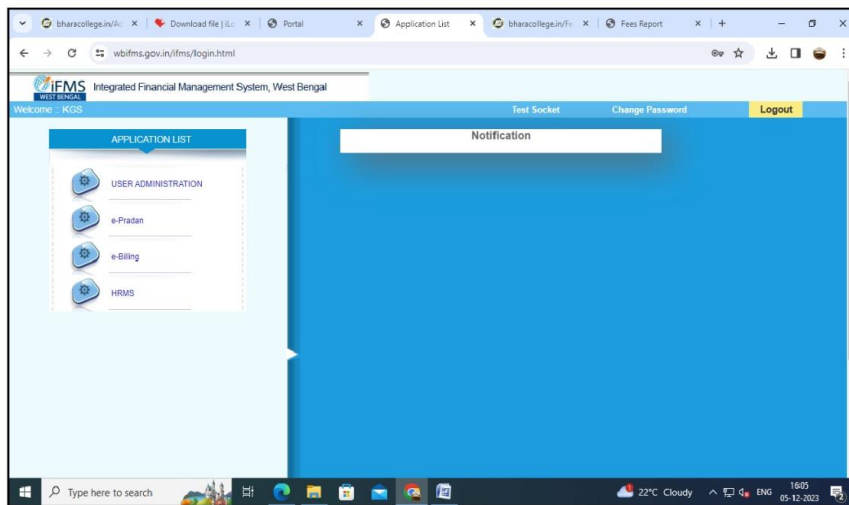 bharacollege.in/Ad
Download file | iLo
Portal
Application List
bharacollege.in/Fe
Fees Report
wbifms.gov.in/ifms/login.html
iFMS
WEST BENGAL
Integrated Financial Management System, West Bengal
Welcome :: KGS
Test Socket
Change Password
Logout
APPLICATION LIST
Notification
USER ADMINISTRATION
e-Pradan
e-Billing
HRMS
Type here to search
22°C Cloudy
ENG
16:05
05-12-2023
2